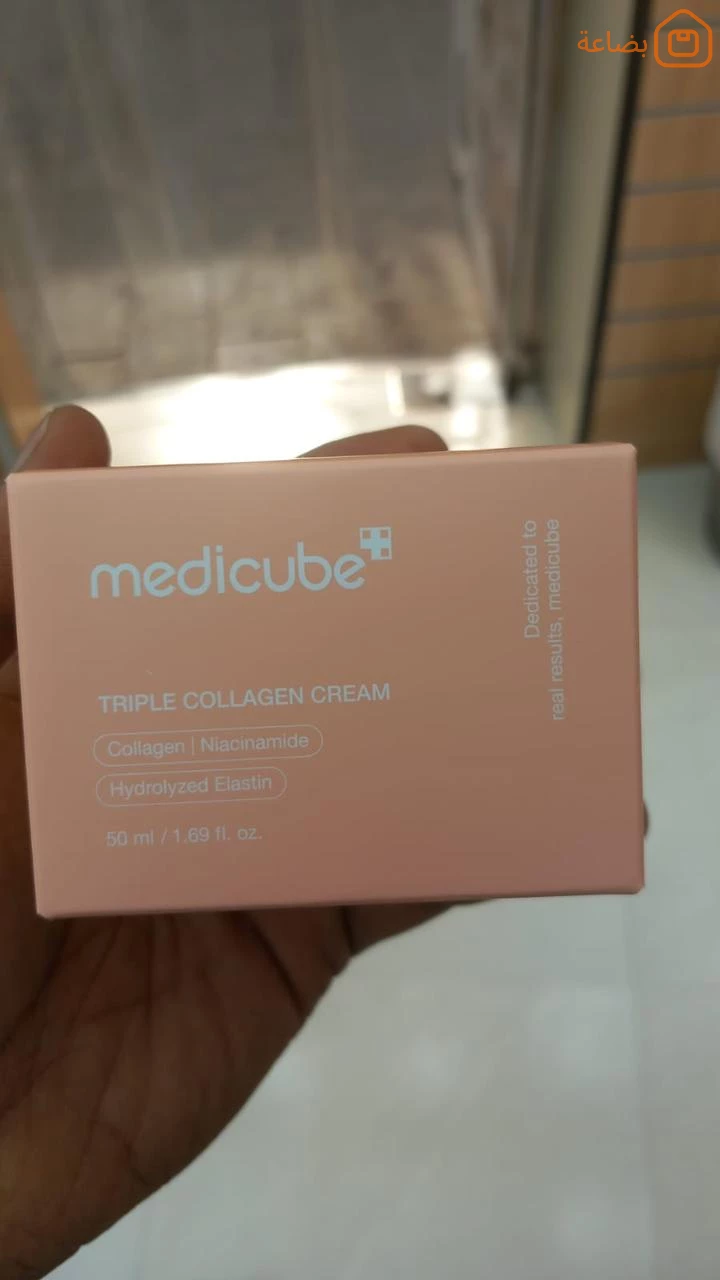 بضاعة
medicube
Dedicated to
real results, medicube
TRIPLE COLLAGEN CREAM
Collagen | Niacinamide
Hydrolyzed Elastin
50 ml / 1.69 fl. oz.